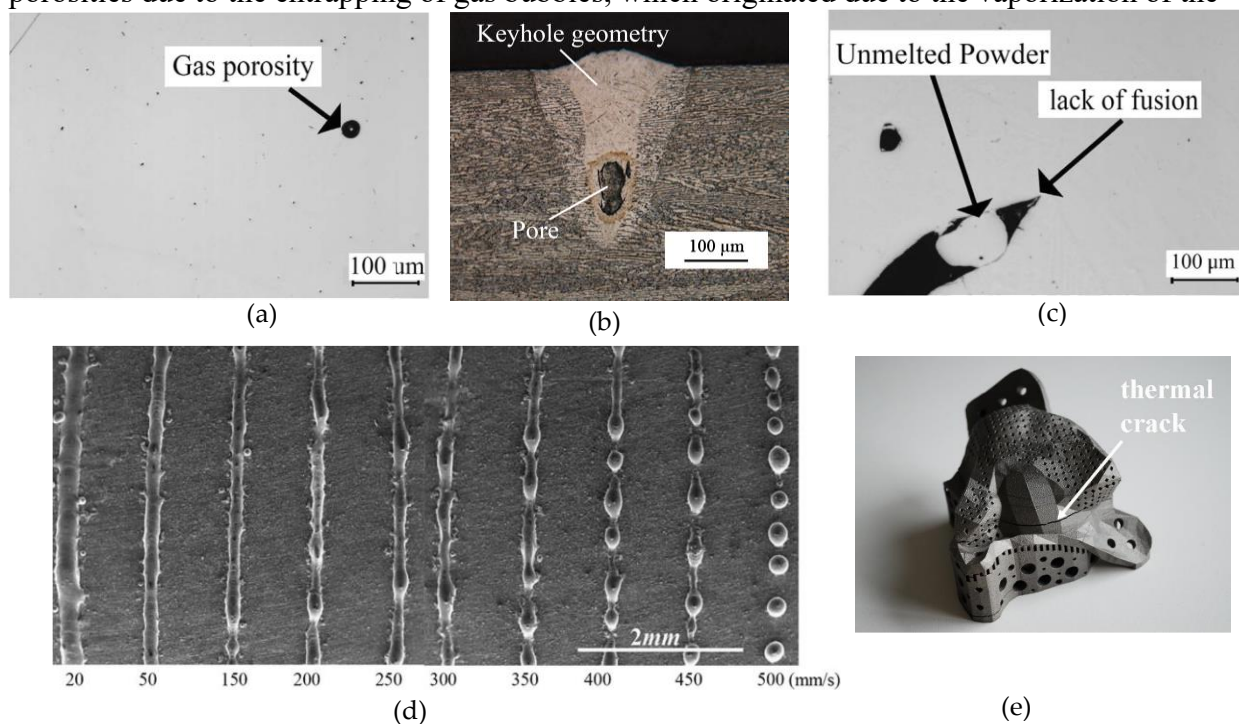 porosities due to the entrapping of gas bubbles, which originated due to the vaporization of the
Gas porosity
100 um
(a)
Keyhole geometry
Pore
100 µm
(b)
Unmelted Powder
lack of fusion
100 µm
(c)
2mm
20 50 150 200 250 300 350 400 450 500 (mm/s)
(d)
thermal
crack
(e)